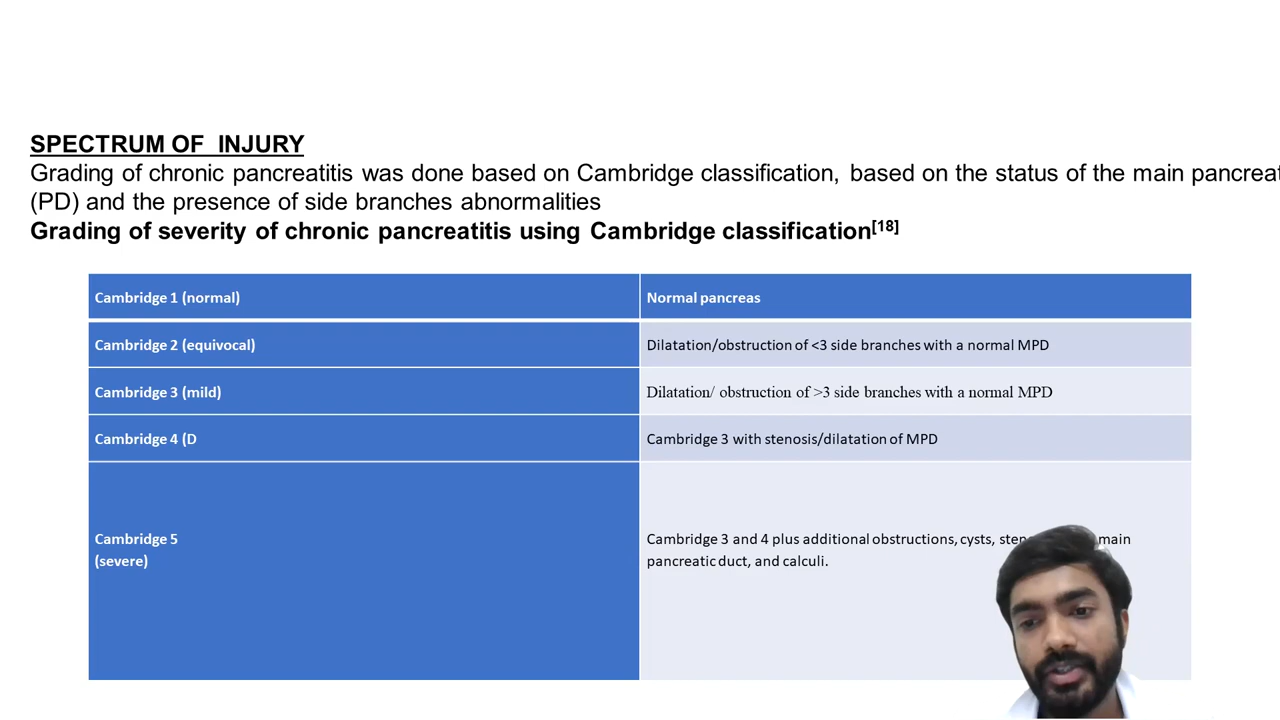 SPECTRUM OF INJURY
Grading of chronic pancreatitis was done based on Cambridge classification, based on the status of the main
(PD) and the presence of side branches abnormalities
Grading of severity of chronic pancreatitis using Cambridge classification[18]
Cambridge 1 (normal) Normal pancreas
Cambridge 2 (equivocal) Dilatation/obstruction of <3 side branches with a normal MPD
Cambridge 3 (mild) Dilatation/ obstruction of >3 side branches with a normal MPD
Cambridge 4 (D Cambridge 3 with stenosis/dilatation of MPD
Cambridge 5 Cambridge 3 and 4 plus additional obstructions, cysts, main
(severe) pancreatic duct, and calculi.